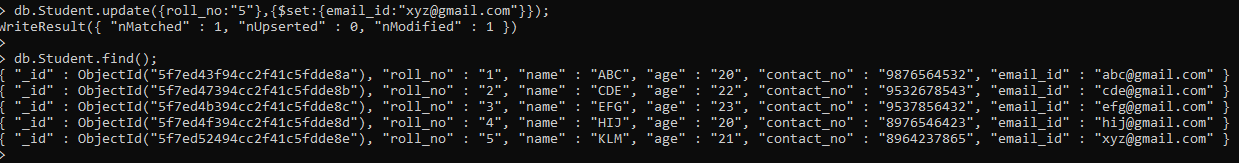 > db.Student.update({roll_no:"5"},{$set:{email_id:"xyz@gmail.com"}});
WriteResult({ "nMatched" : 1, "nUpserted" : 0, "nModified" : 1 })
>
> db.Student.find();
{ "_id" : ObjectId("5f7ed43f94cc2f41c5fdde8a"), "roll_no" : "1", "name" : "ABC", "age" : "20", "contact_no" : "9876564532", "email_id" : "abc@gmail.com" }
{ "_id" : ObjectId("5f7ed47394cc2f41c5fdde8b"), "roll_no" : "2", "name" : "CDE", "age" : "22", "contact_no" : "9532678543", "email_id" : "cde@gmail.com" }
{ "_id" : ObjectId("5f7ed4b394cc2f41c5fdde8c"), "roll_no" : "3", "name" : "EFG", "age" : "23", "contact_no" : "9537856432", "email_id" : "efg@gmail.com" }
{ "_id" : ObjectId("5f7ed4f394cc2f41c5fdde8d"), "roll_no" : "4", "name" : "HIJ", "age" : "20", "contact_no" : "8976546423", "email_id" : "hij@gmail.com" }
{ "_id" : ObjectId("5f7ed52494cc2f41c5fdde8e"), "roll_no" : "5", "name" : "KLM", "age" : "21", "contact_no" : "8964237865", "email_id" : "xyz@gmail.com" }
>